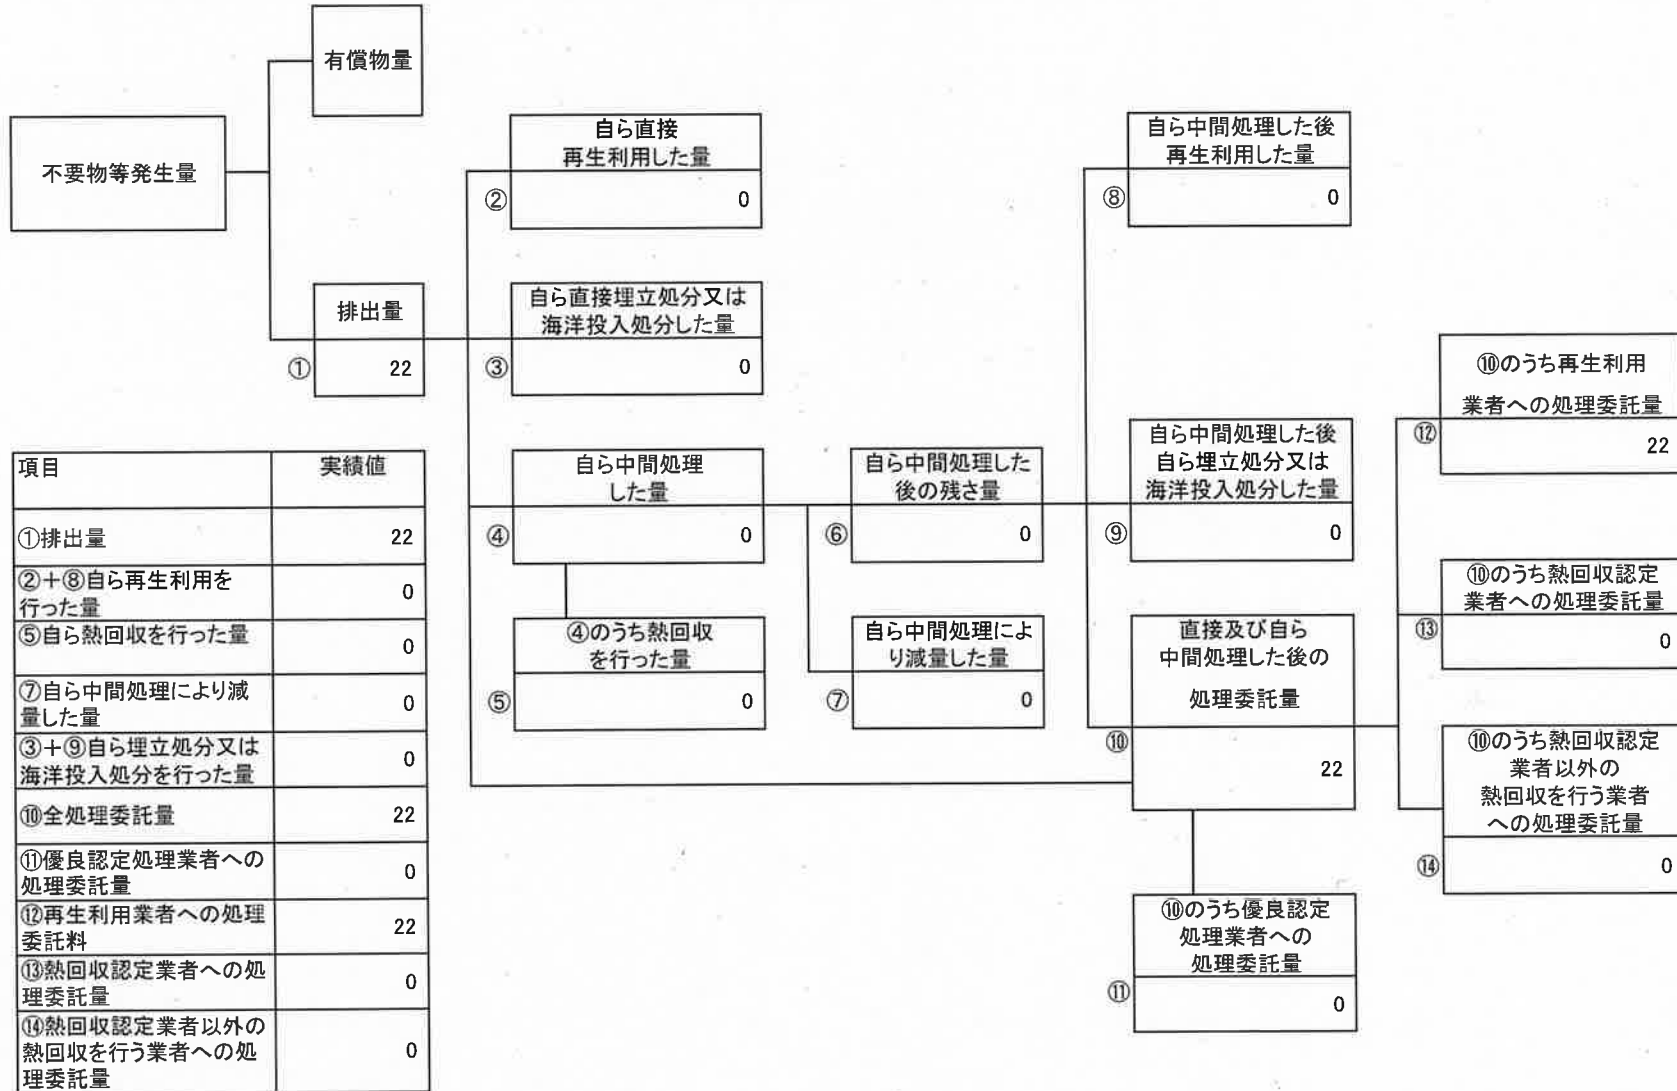 有償物量
不要物等発生量
排出量
① 22
自ら直接
再生利用した量
② 0
自ら直接埋立処分又は
海洋投入処分した量
③ 0
自ら中間処理
した量
④ 0
④のうち熱回収
を行った量
⑤ 0
自ら中間処理した
後の残さ量
⑥ 0
自ら中間処理によ
り減量した量
⑦ 0
自ら中間処理した後
再生利用した量
⑧ 0
自ら中間処理した後
自ら埋立処分又は
海洋投入処分した量
⑨ 0
直接及び自ら
中間処理した後の
処理委託量
⑩ 22
⑩のうち優良認定
処理業者への
処理委託量
⑪ 0
⑩のうち再生利用
業者への処理委託量
⑫ 22
⑩のうち熱回収認定
業者への処理委託量
⑬ 0
⑩のうち熱回収認定
業者以外の
熱回収を行う業者
への処理委託量
⑭ 0
項目 実績値
①排出量 22
②+⑧自ら再生利用を
行った量 0
⑤自ら熱回収を行った量 0
⑦自ら中間処理により減
量した量 0
③+⑨自ら埋立処分又は
海洋投入処分を行った量 0
⑩全処理委託量 22
⑪優良認定処理業者への
処理委託量 0
⑫再生利用業者への処理
委託料 22
⑬熱回収認定業者への処
理委託量 0
⑭熱回収認定業者以外の
熱回収を行う業者への処
理委託量 0